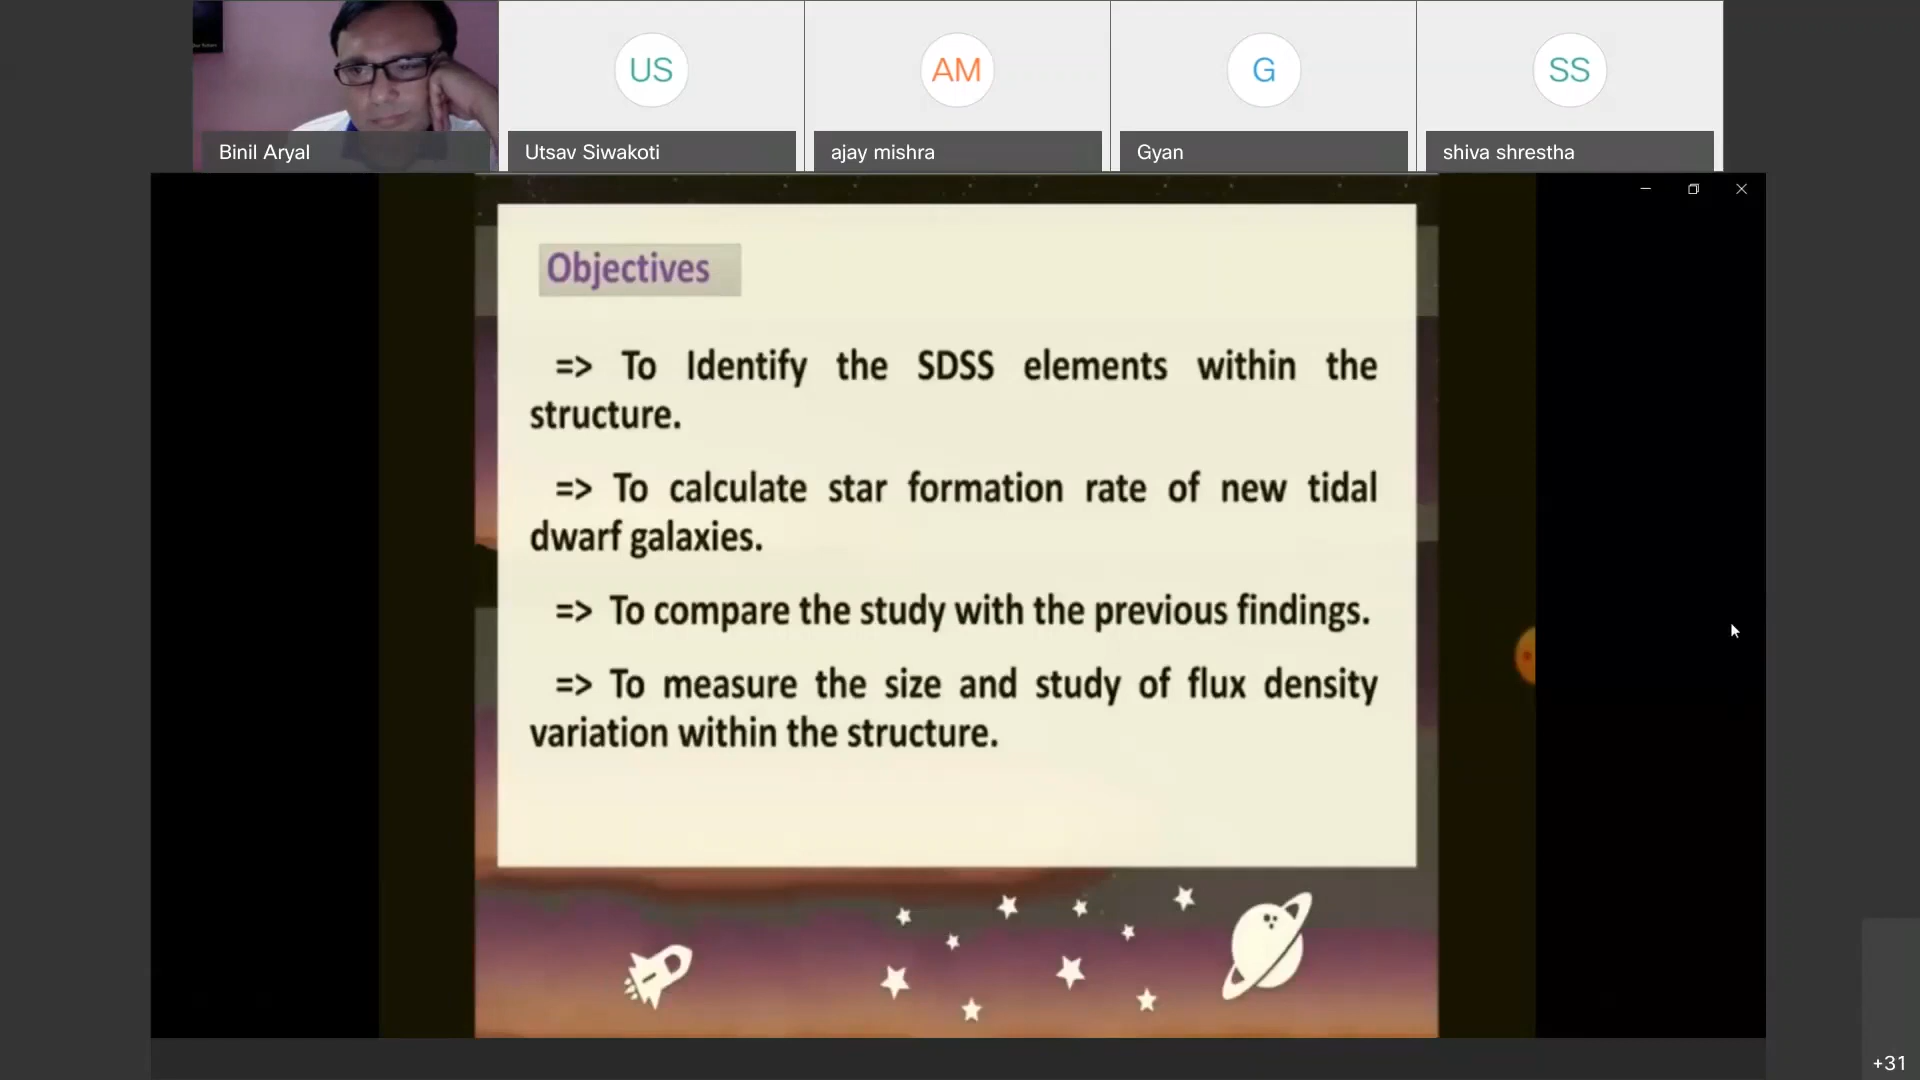 US
AM
G
SS
Binil Aryal
Utsav Siwakoti
ajay mishra
Gyan
shiva shrestha
Objectives
=> To Identify the SDSS elements within the
structure.
=> To calculate star formation rate of new tidal
dwarf galaxies.
=> To compare the study with the previous findings.
=> To measure the size and study of flux density
variation within the structure.
+31